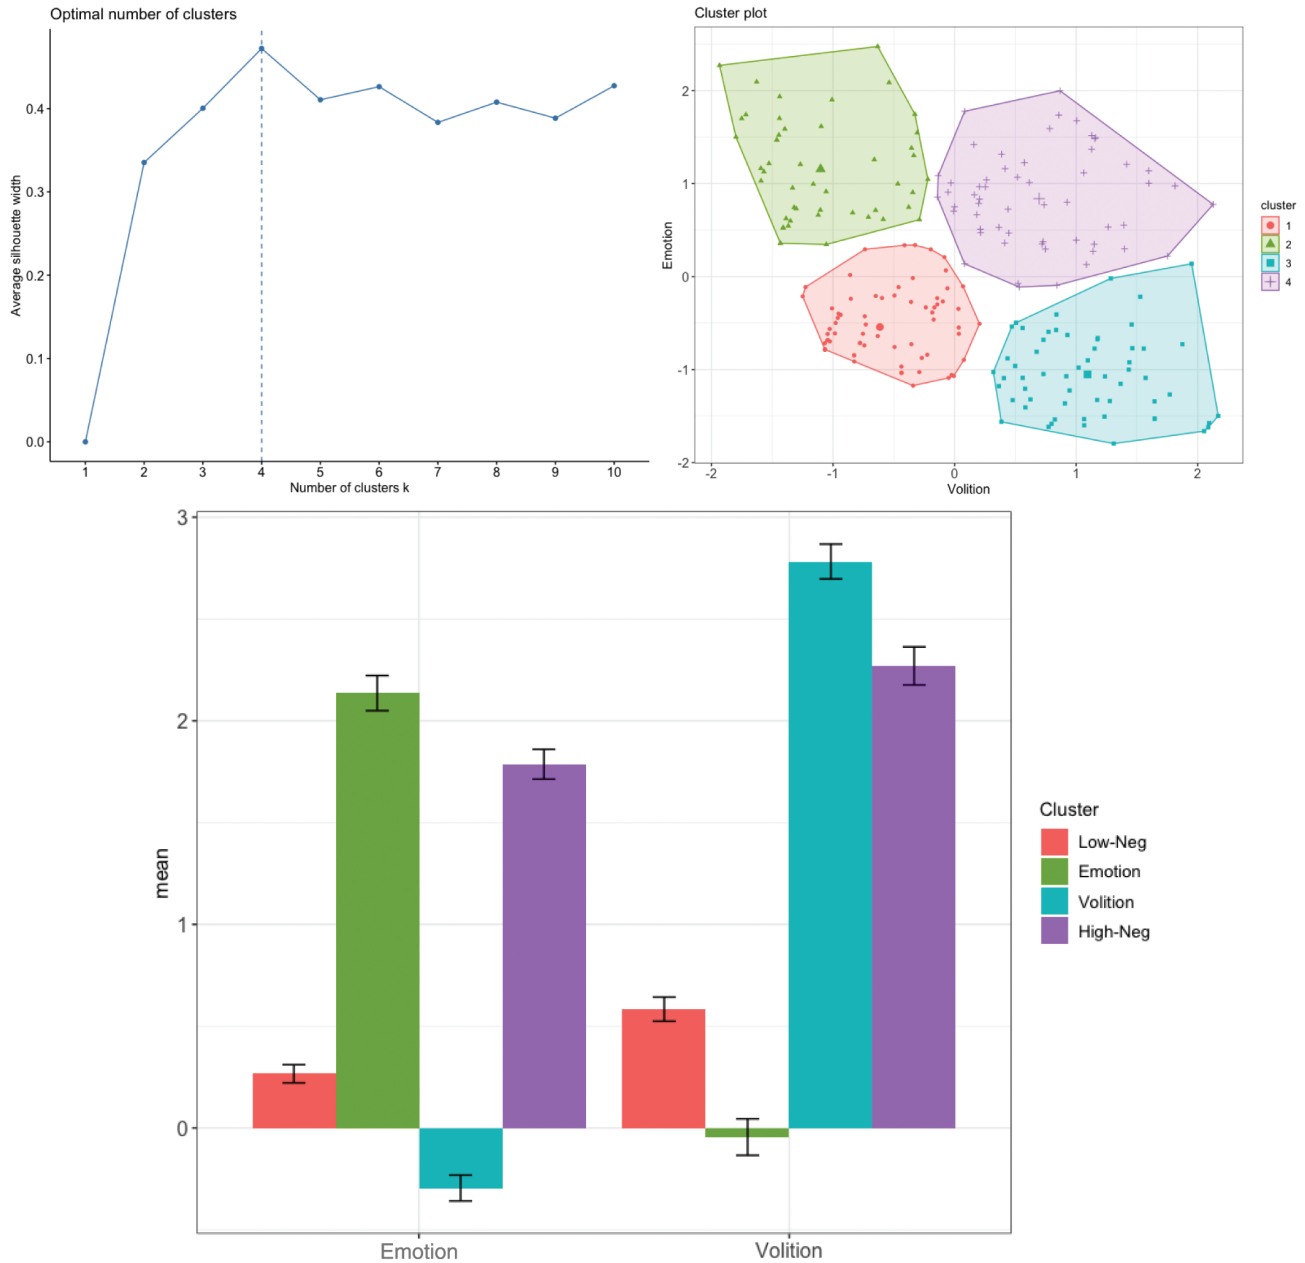 Optimal number of clusters
Average silhouette width
0.4
0.3
0.2
0.1
0.0
1 2 3 4 5 6 7 8 9 10
Number of clusters k
Cluster plot
Emotion
2
1
0
-1
-2
-2 -1 0 1 2
Volition
cluster
1
2
3
4
mean
3
2
1
0
Emotion Volition
Cluster
Low-Neg
Emotion
Volition
High-Neg